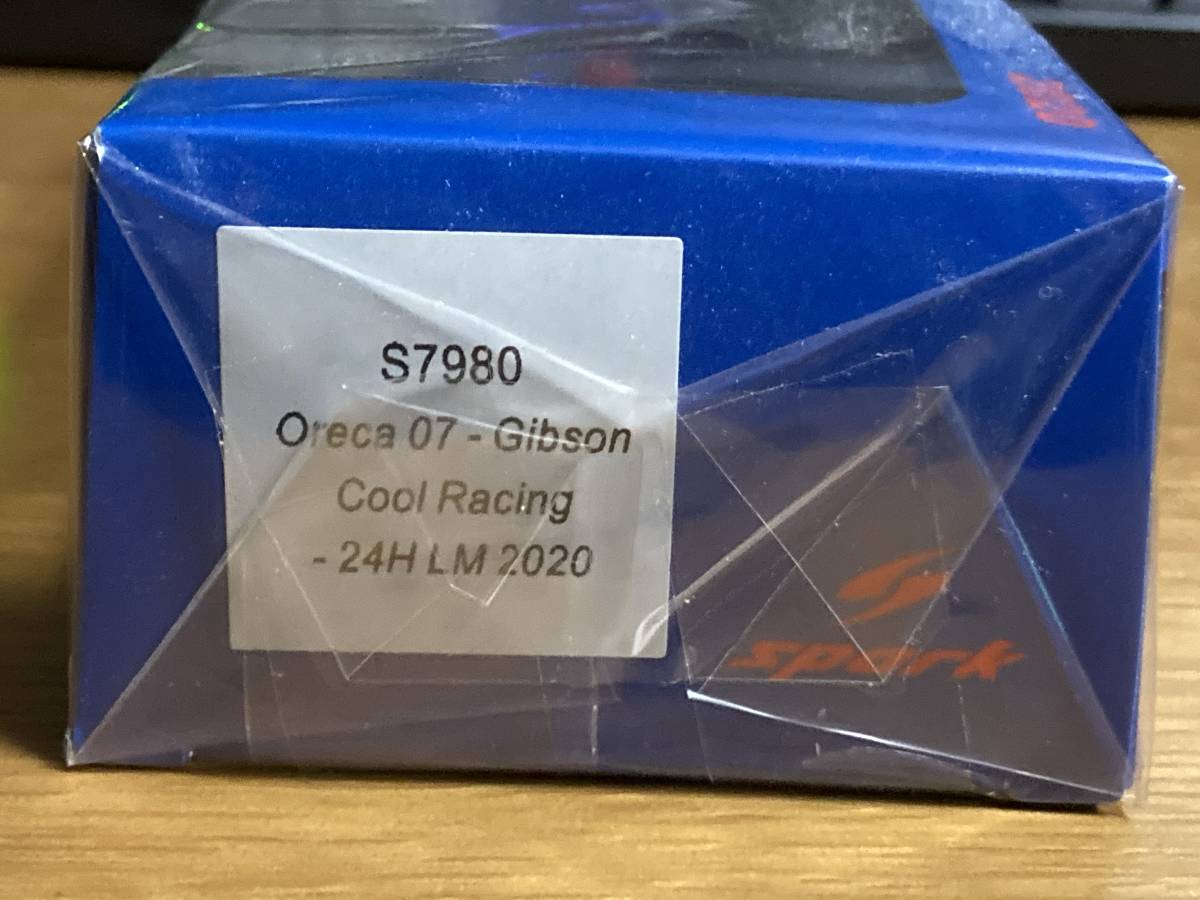 S7980
Oreca 07 - Gibson
Cool Racing
- 24H LM 2020
spark